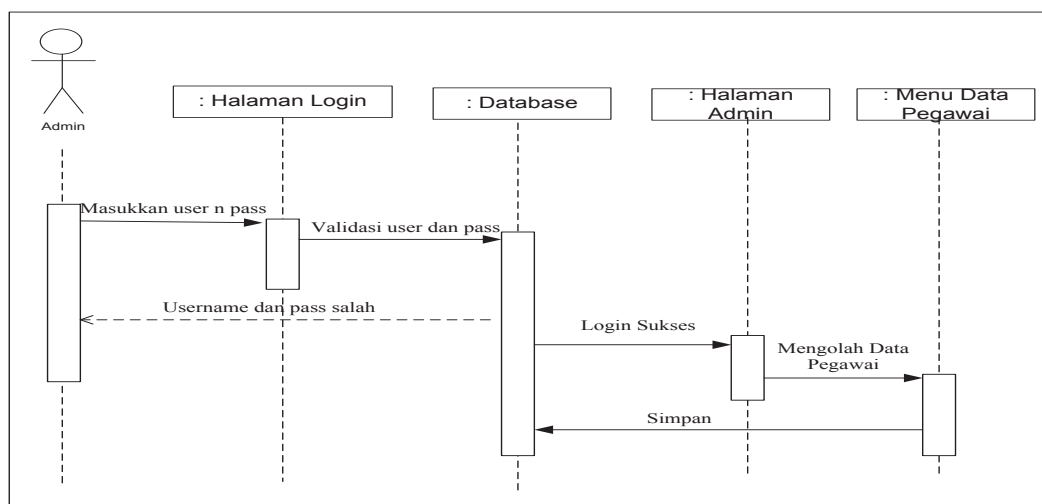 Admin
: Halaman Login
: Database
: Halaman
Admin
: Menu Data
Pegawai
Masukkan user n pass
Validasi user dan pass
Username dan pass salah
Login Sukses
Mengolah Data
Pegawai
Simpan